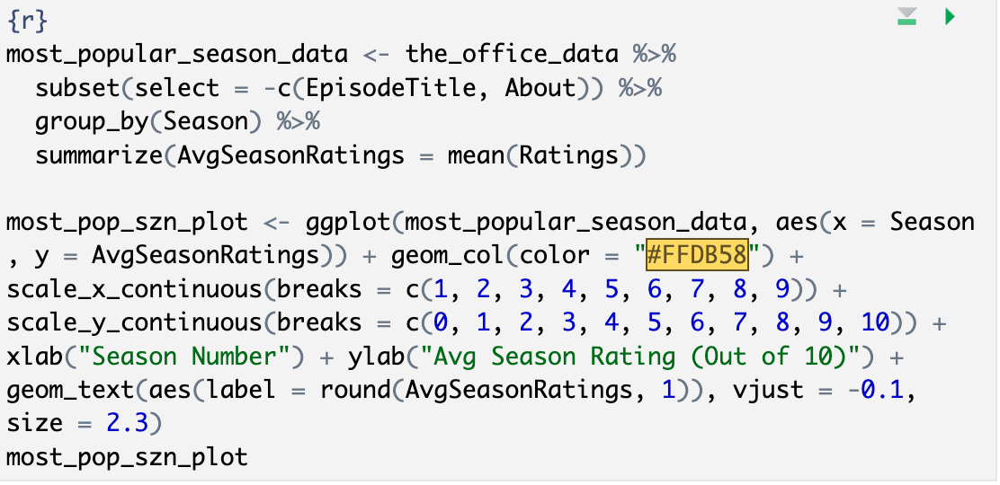 {r}
most_popular_season_data <- the_office_data %>%
  subset(select = -c(EpisodeTitle, About)) %>%
  group_by(Season) %>%
  summarize(AvgSeasonRatings = mean(Ratings))

most_pop_szn_plot <- ggplot(most_popular_season_data, aes(x = Season
, y = AvgSeasonRatings)) + geom_col(color = "#FFDB58") +
scale_x_continuous(breaks = c(1, 2, 3, 4, 5, 6, 7, 8, 9)) +
scale_y_continuous(breaks = c(0, 1, 2, 3, 4, 5, 6, 7, 8, 9, 10)) +
xlab("Season Number") + ylab("Avg Season Rating (Out of 10)") +
geom_text(aes(label = round(AvgSeasonRatings, 1)), vjust = -0.1,
size = 2.3)
most_pop_szn_plot